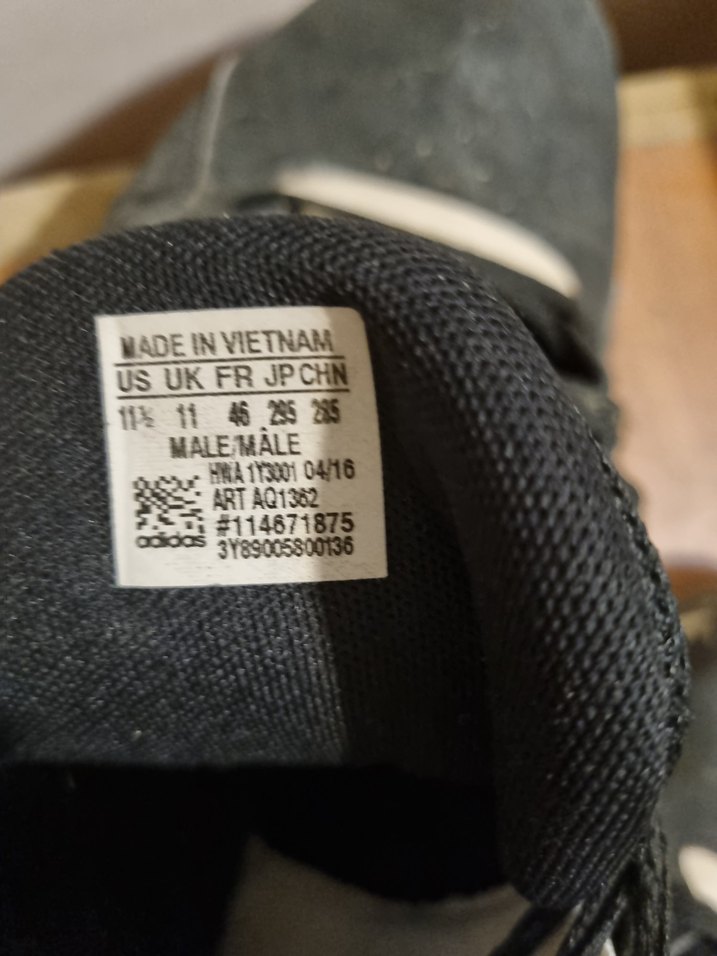 MADE IN VIETNAM
US UK FR JP CHN
11½ 11 46 295 285
MALE/MÂLE
HWA 1Y3001 04/16
ART AQ1362
#114671875
adidas 3Y89005800136